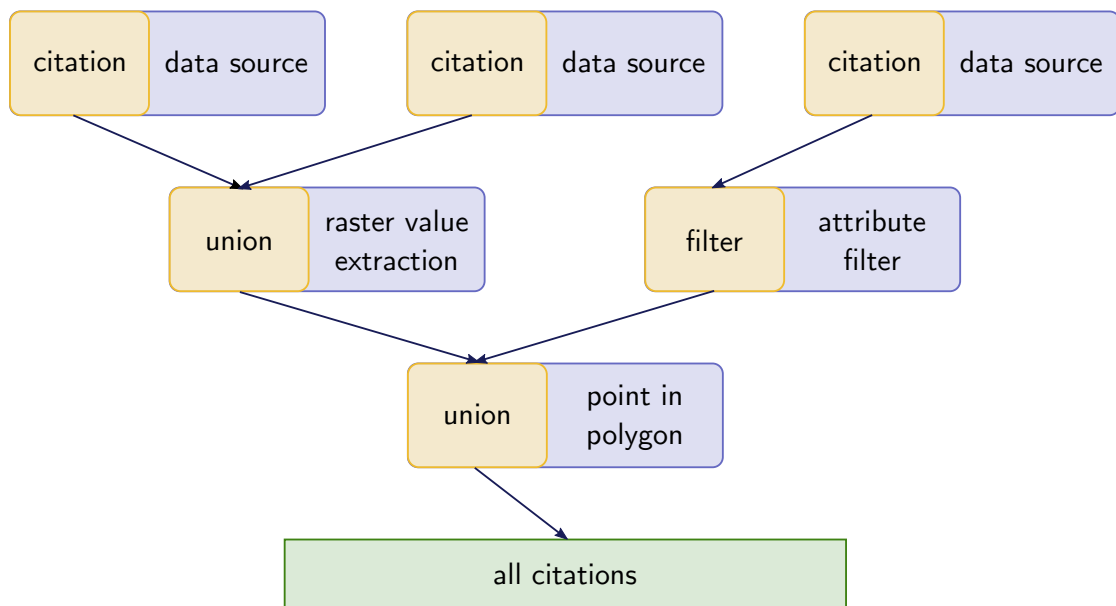 citation data source citation data source citation data source
union raster value extraction filter attribute filter
union point in polygon
all citations